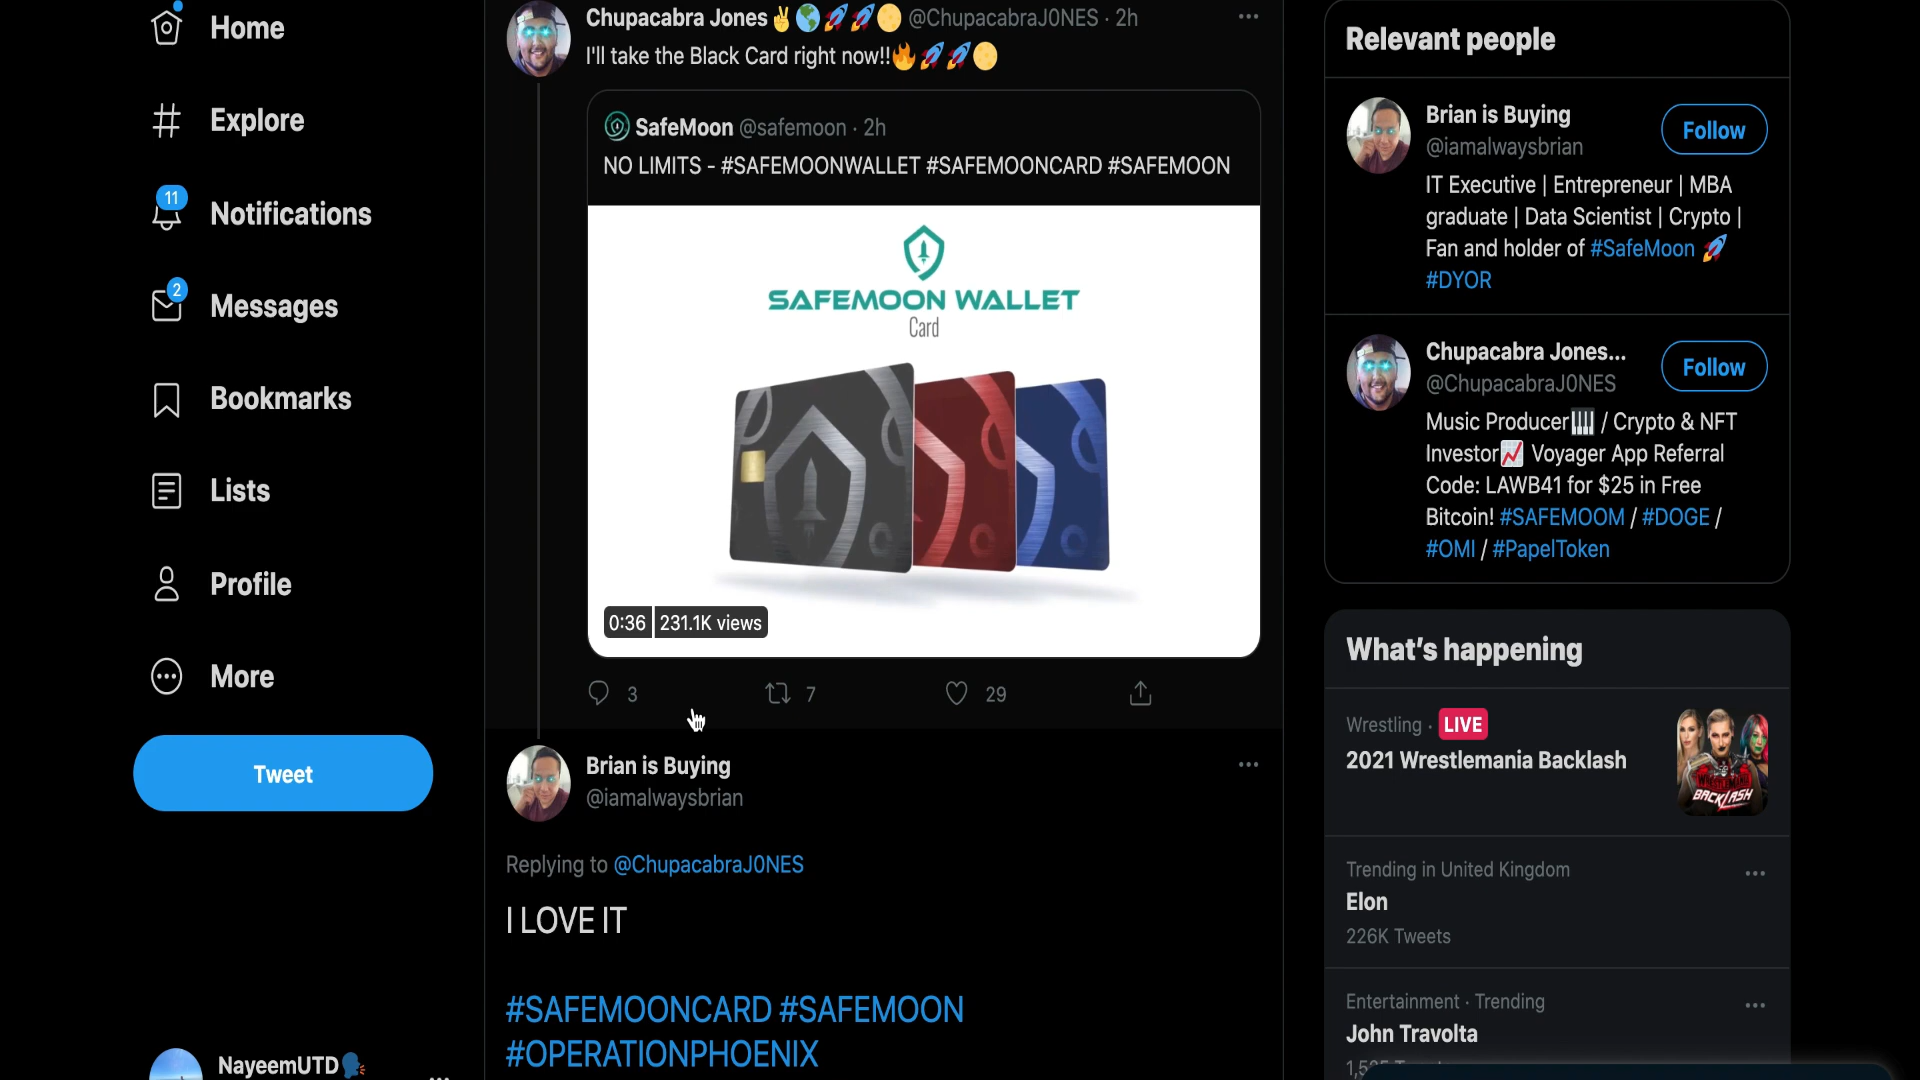 Home
Explore
11
Notifications
2
Messages
Bookmarks
Lists
Profile
More
Tweet
NayeemUTD🗣
Chupacabra Jones✌🌎🚀🚀🌕 @ChupacabraJ0NES · 2h
I'll take the Black Card right now!!🔥🚀🚀🌕
SafeMoon @safemoon · 2h
NO LIMITS - #SAFEMOONWALLET #SAFEMOONCARD #SAFEMOON
SAFEMOON WALLET
Card
0:36 231.1K views
3 7 29
Brian is Buying
@iamalwaysbrian
Replying to @ChupacabraJ0NES
I LOVE IT
#SAFEMOONCARD #SAFEMOON
#OPERATIONPHOENIX
Relevant people
Brian is Buying
@iamalwaysbrian
Follow
IT Executive | Entrepreneur | MBA
graduate | Data Scientist | Crypto |
Fan and holder of #SafeMoon 🚀
#DYOR
Chupacabra Jones...
@ChupacabraJ0NES
Follow
Music Producer🎹 / Crypto & NFT
Investor📈 Voyager App Referral
Code: LAWB41 for $25 in Free
Bitcoin! #SAFEMOOM / #DOGE /
#OMI / #PapelToken
What's happening
Wrestling · LIVE
2021 Wrestlemania Backlash
WRESTLEMANIA
BACKLASH
Trending in United Kingdom
Elon
226K Tweets
Entertainment · Trending
John Travolta